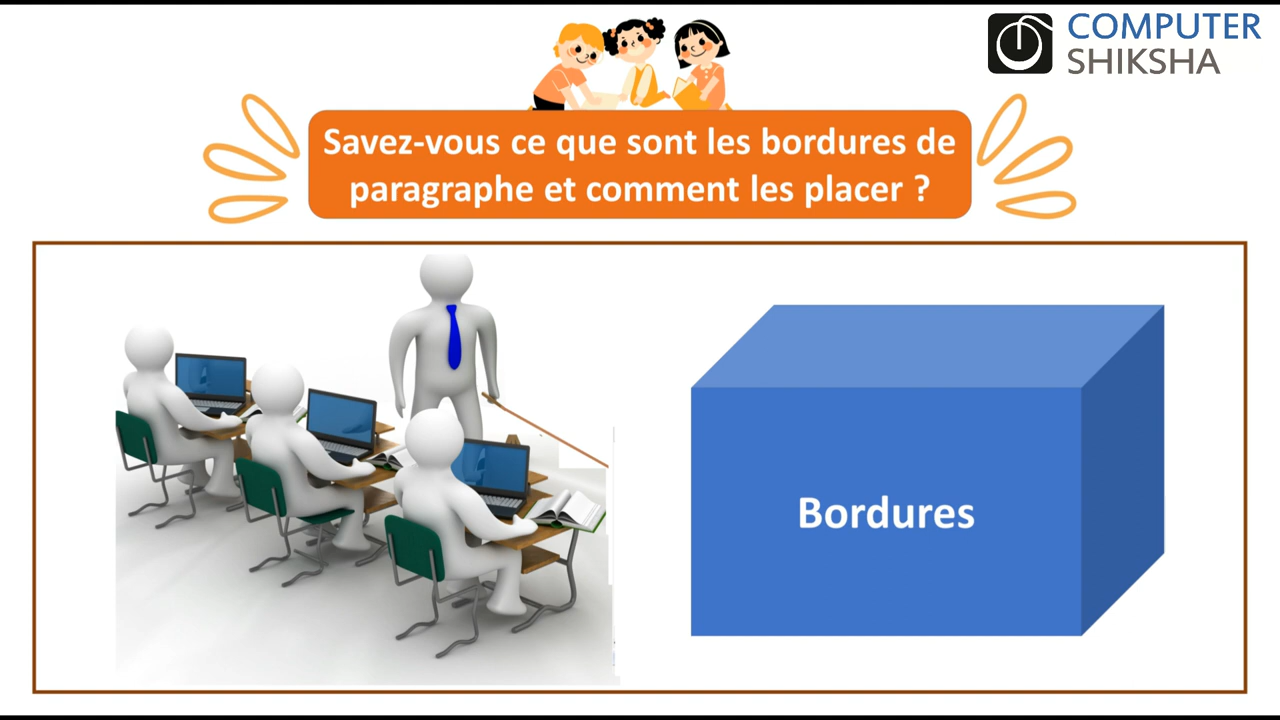 COMPUTER
SHIKSHA
Savez-vous ce que sont les bordures de
paragraphe et comment les placer ?
Bordures